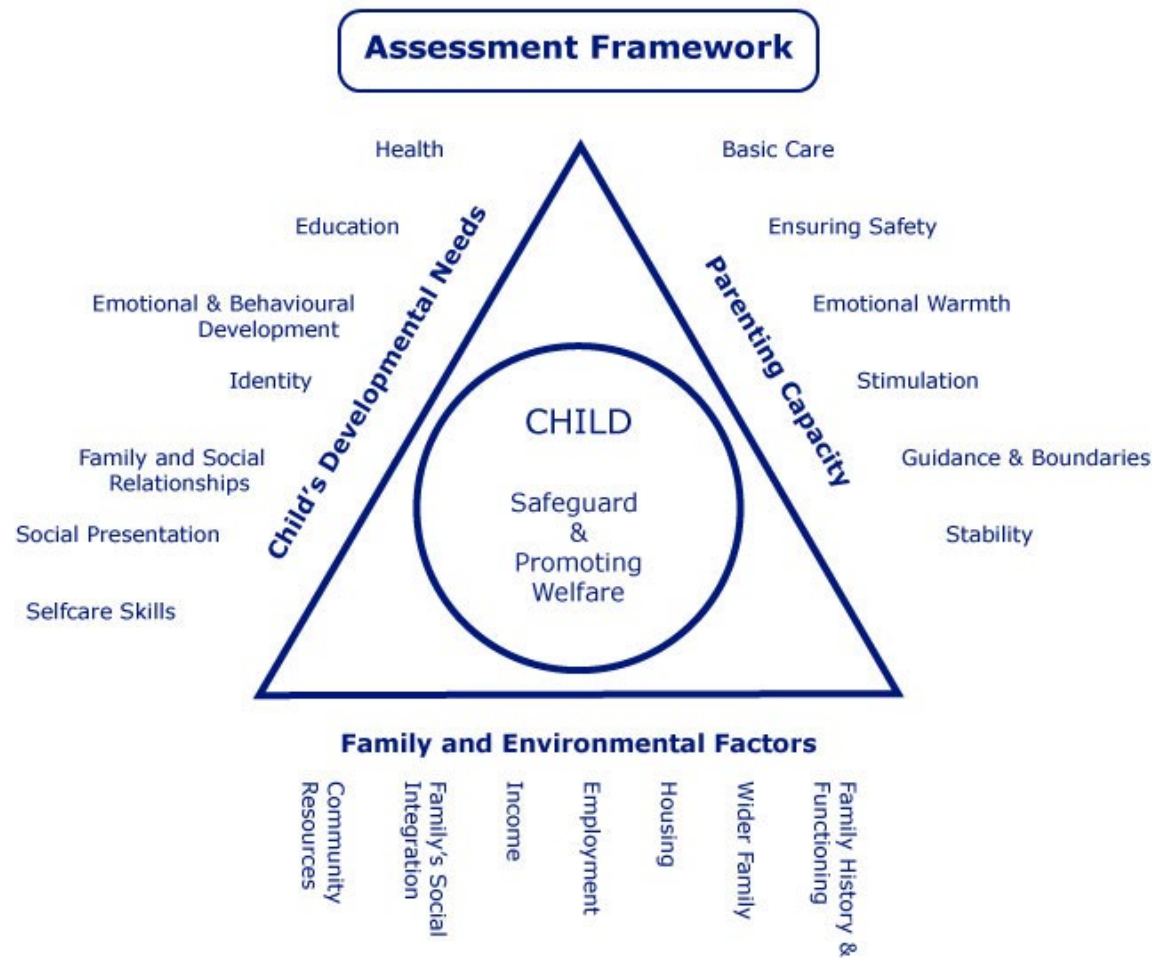 Assessment Framework
Health
Education
Emotional & Behavioural
Development
Identity
Family and Social
Relationships
Social Presentation
Selfcare Skills
Child's Developmental Needs
CHILD
Safeguard
&
Promoting
Welfare
Parenting Capacity
Basic Care
Ensuring Safety
Emotional Warmth
Stimulation
Guidance & Boundaries
Stability
Family and Environmental Factors
Community
Resources
Family's Social
Integration
Income
Employment
Housing
Wider Family
Family History &
Functioning